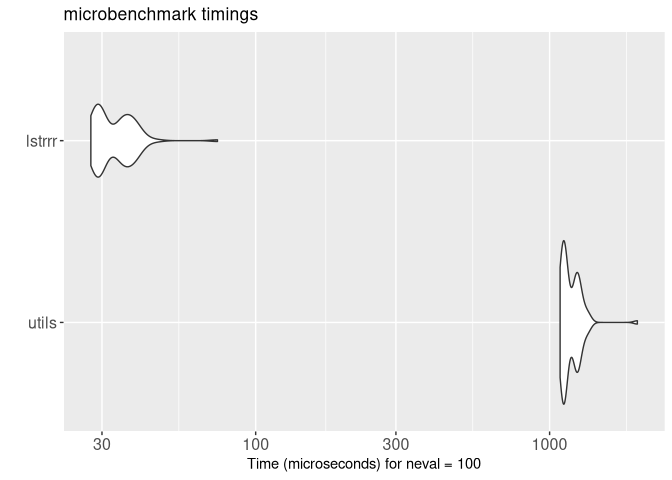 microbenchmark timings
lstrrr
utils
30
100
300
1000
Time (microseconds) for neval = 100